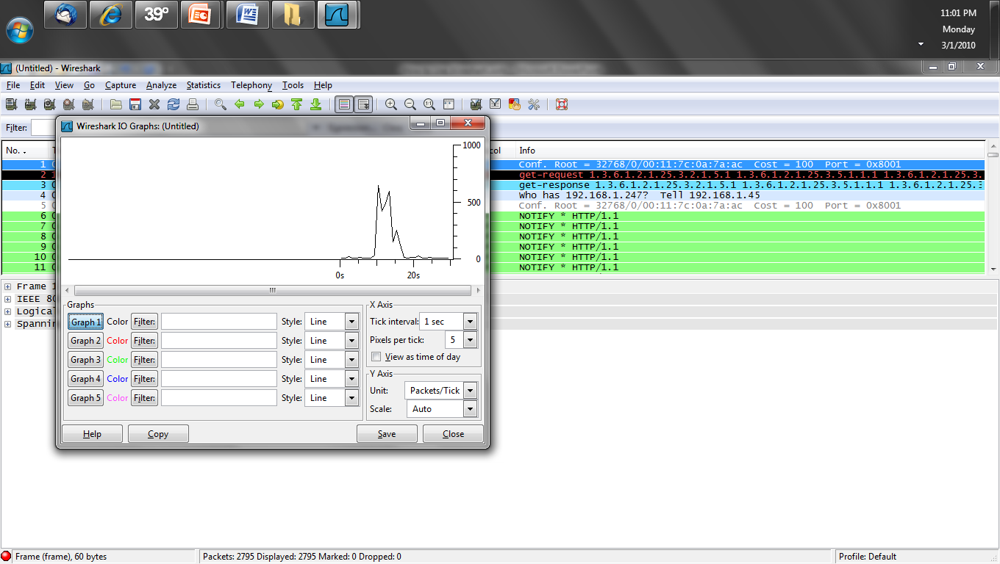 39°
11:01 PM
Monday
3/1/2010
(Untitled) - Wireshark
File Edit View Go Capture Analyze Statistics Telephony Tools Help
Filter:
Wireshark IO Graphs: (Untitled)
No. Info
1 Conf. Root = 32768/0/00:11:7c:0a:7a:ac Cost = 100 Port = 0x8001
2 get-request 1.3.6.1.2.1.25.3.2.1.5.1 1.3.6.1.2.1.25.3.5.1.1.1 1.3.6.1.2.1.25.3.
3 get-response 1.3.6.1.2.1.25.3.2.1.5.1 1.3.6.1.2.1.25.3.5.1.1.1 1.3.6.1.2.1.25.3
4 Who has 192.168.1.247? Tell 192.168.1.45
5 Conf. Root = 32768/0/00:11:7c:0a:7a:ac Cost = 100 Port = 0x8001
6 NOTIFY * HTTP/1.1
7 NOTIFY * HTTP/1.1
8 NOTIFY * HTTP/1.1
9 NOTIFY * HTTP/1.1
10 NOTIFY * HTTP/1.1
11 NOTIFY * HTTP/1.1
1000
500
0
0s 20s
Frame
IEEE
Graphs
Graph 1 Color Filter: Style: Line
Graph 2 Color Filter: Style: Line
Graph 3 Color Filter: Style: Line
Graph 4 Color Filter: Style: Line
Graph 5 Color Filter: Style: Line
X Axis
Tick interval: 1 sec
Pixels per tick: 5
View as time of day
Y Axis
Unit: Packets/Tick
Scale: Auto
Help Copy Save Close
Frame (frame), 60 bytes
Packets: 2795 Displayed: 2795 Marked: 0 Dropped: 0
Profile: Default